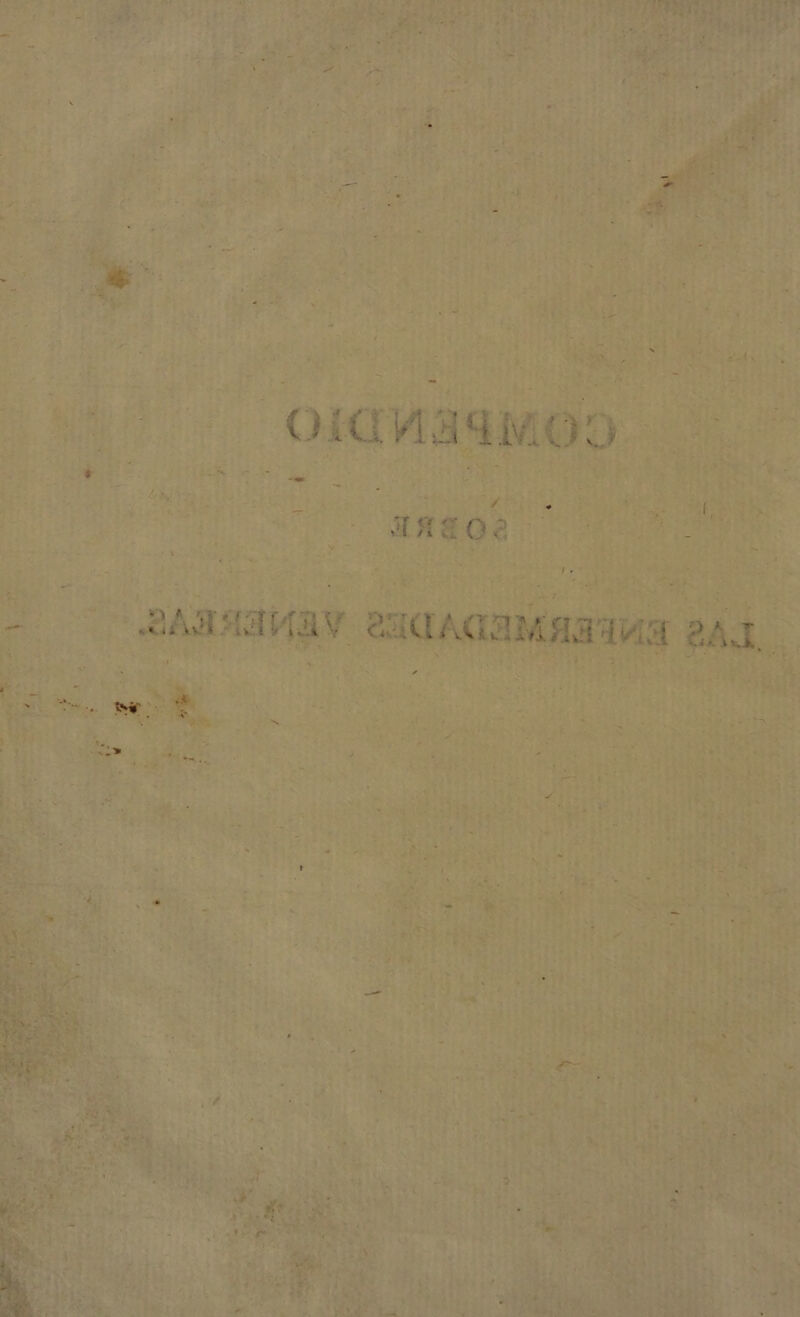 COMPENDIO
SOBRE
LAS ENFERMEDADES VENEREAS.